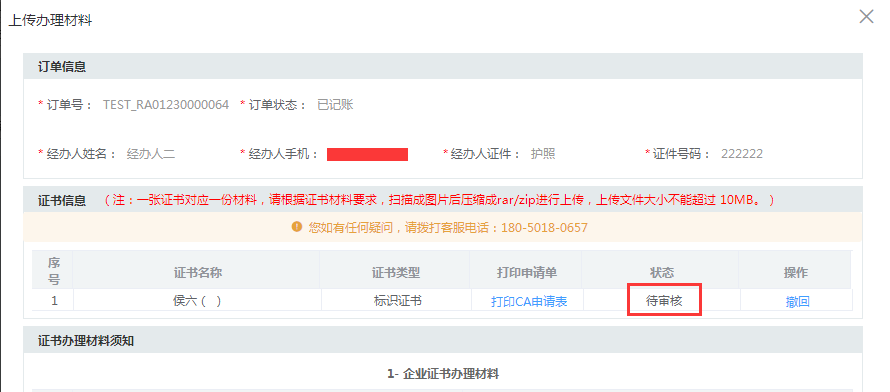 上传办理材料
订单信息
* 订单号： TEST_RA01230000064 * 订单状态： 已记账
* 经办人姓名： 经办人二 * 经办人手机： * 经办人证件： 护照 * 证件号码： 222222
证书信息 （ 注：一张证书对应一份材料，请根据证书材料要求，扫描成图片后压缩成rar/zip进行上传，上传文件大小不能超过 10MB。 ）
您如有任何疑问，请拨打客服电话：180-5018-0657
序号 证书名称 证书类型 打印申请单 状态 操作
1 侯六（ ） 标识证书 打印CA申请表 待审核 撤回
证书办理材料须知
1- 企业证书办理材料